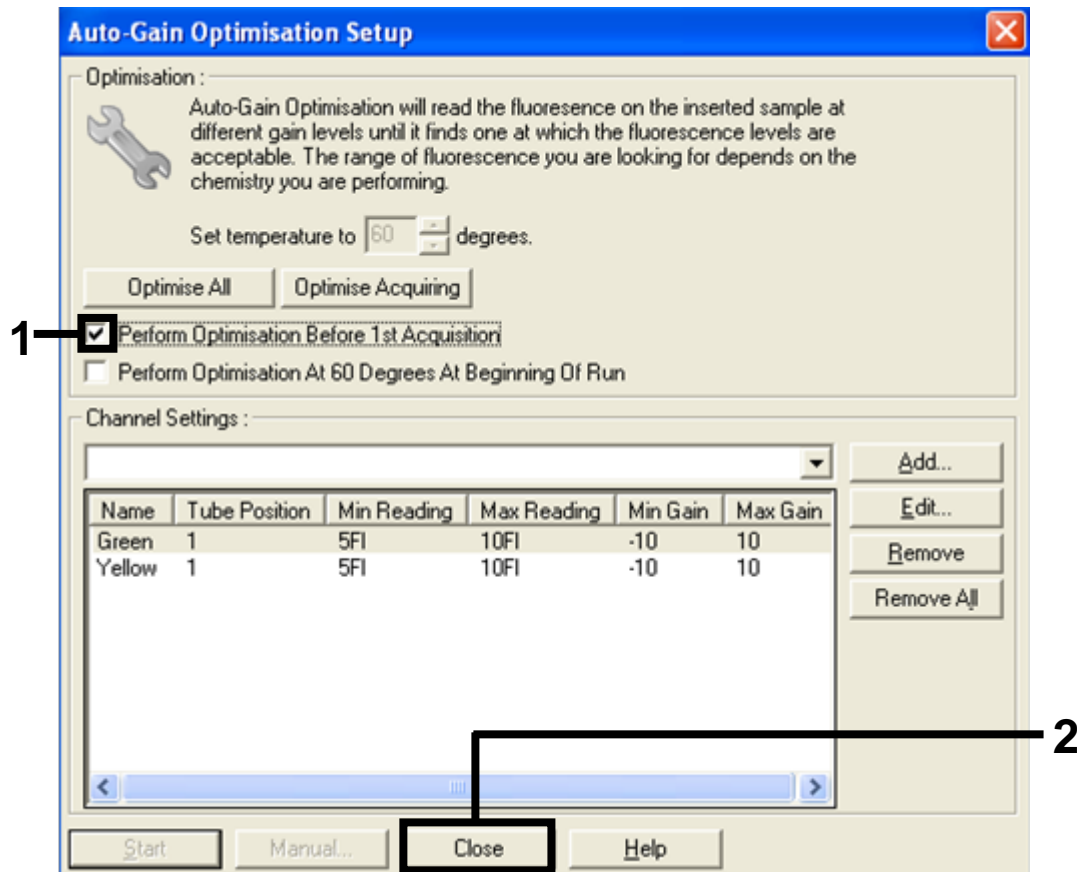 Auto-Gain Optimisation Setup
Optimisation :
Auto-Gain Optimisation will read the fluoresence on the inserted sample at
different gain levels until it finds one at which the fluorescence levels are
acceptable. The range of fluorescence you are looking for depends on the
chemistry you are performing.
Set temperature to 60 degrees.
Optimise All Optimise Acquiring
1 Perform Optimisation Before 1st Acquisition
Perform Optimisation At 60 Degrees At Beginning Of Run
Channel Settings :
Add...
Name Tube Position Min Reading Max Reading Min Gain Max Gain Edit...
Green 1 5Fl 10Fl -10 10
Yellow 1 5Fl 10Fl -10 10
Remove
Remove All
2
Start Manual... Close Help